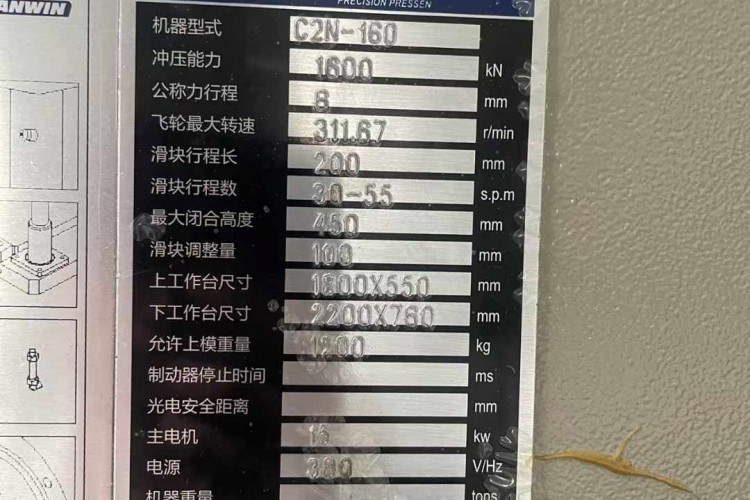 ANWIN
PRECISION PRESSEN
机器型式 C2N-160
冲压能力 1600 kN
公称力行程 6 mm
飞轮最大转速 311.67 r/min
滑块行程长 200 mm
滑块行程数 30-55 s.p.m
最大闭合高度 450 mm
滑块调整量 100 mm
上工作台尺寸 1800X550 mm
下工作台尺寸 2200X760 mm
允许上模重量 kg
制动器停止时间 ms
光电安全距离 mm
主电机 15 kw
电源 380 V/Hz
机器重量 tons